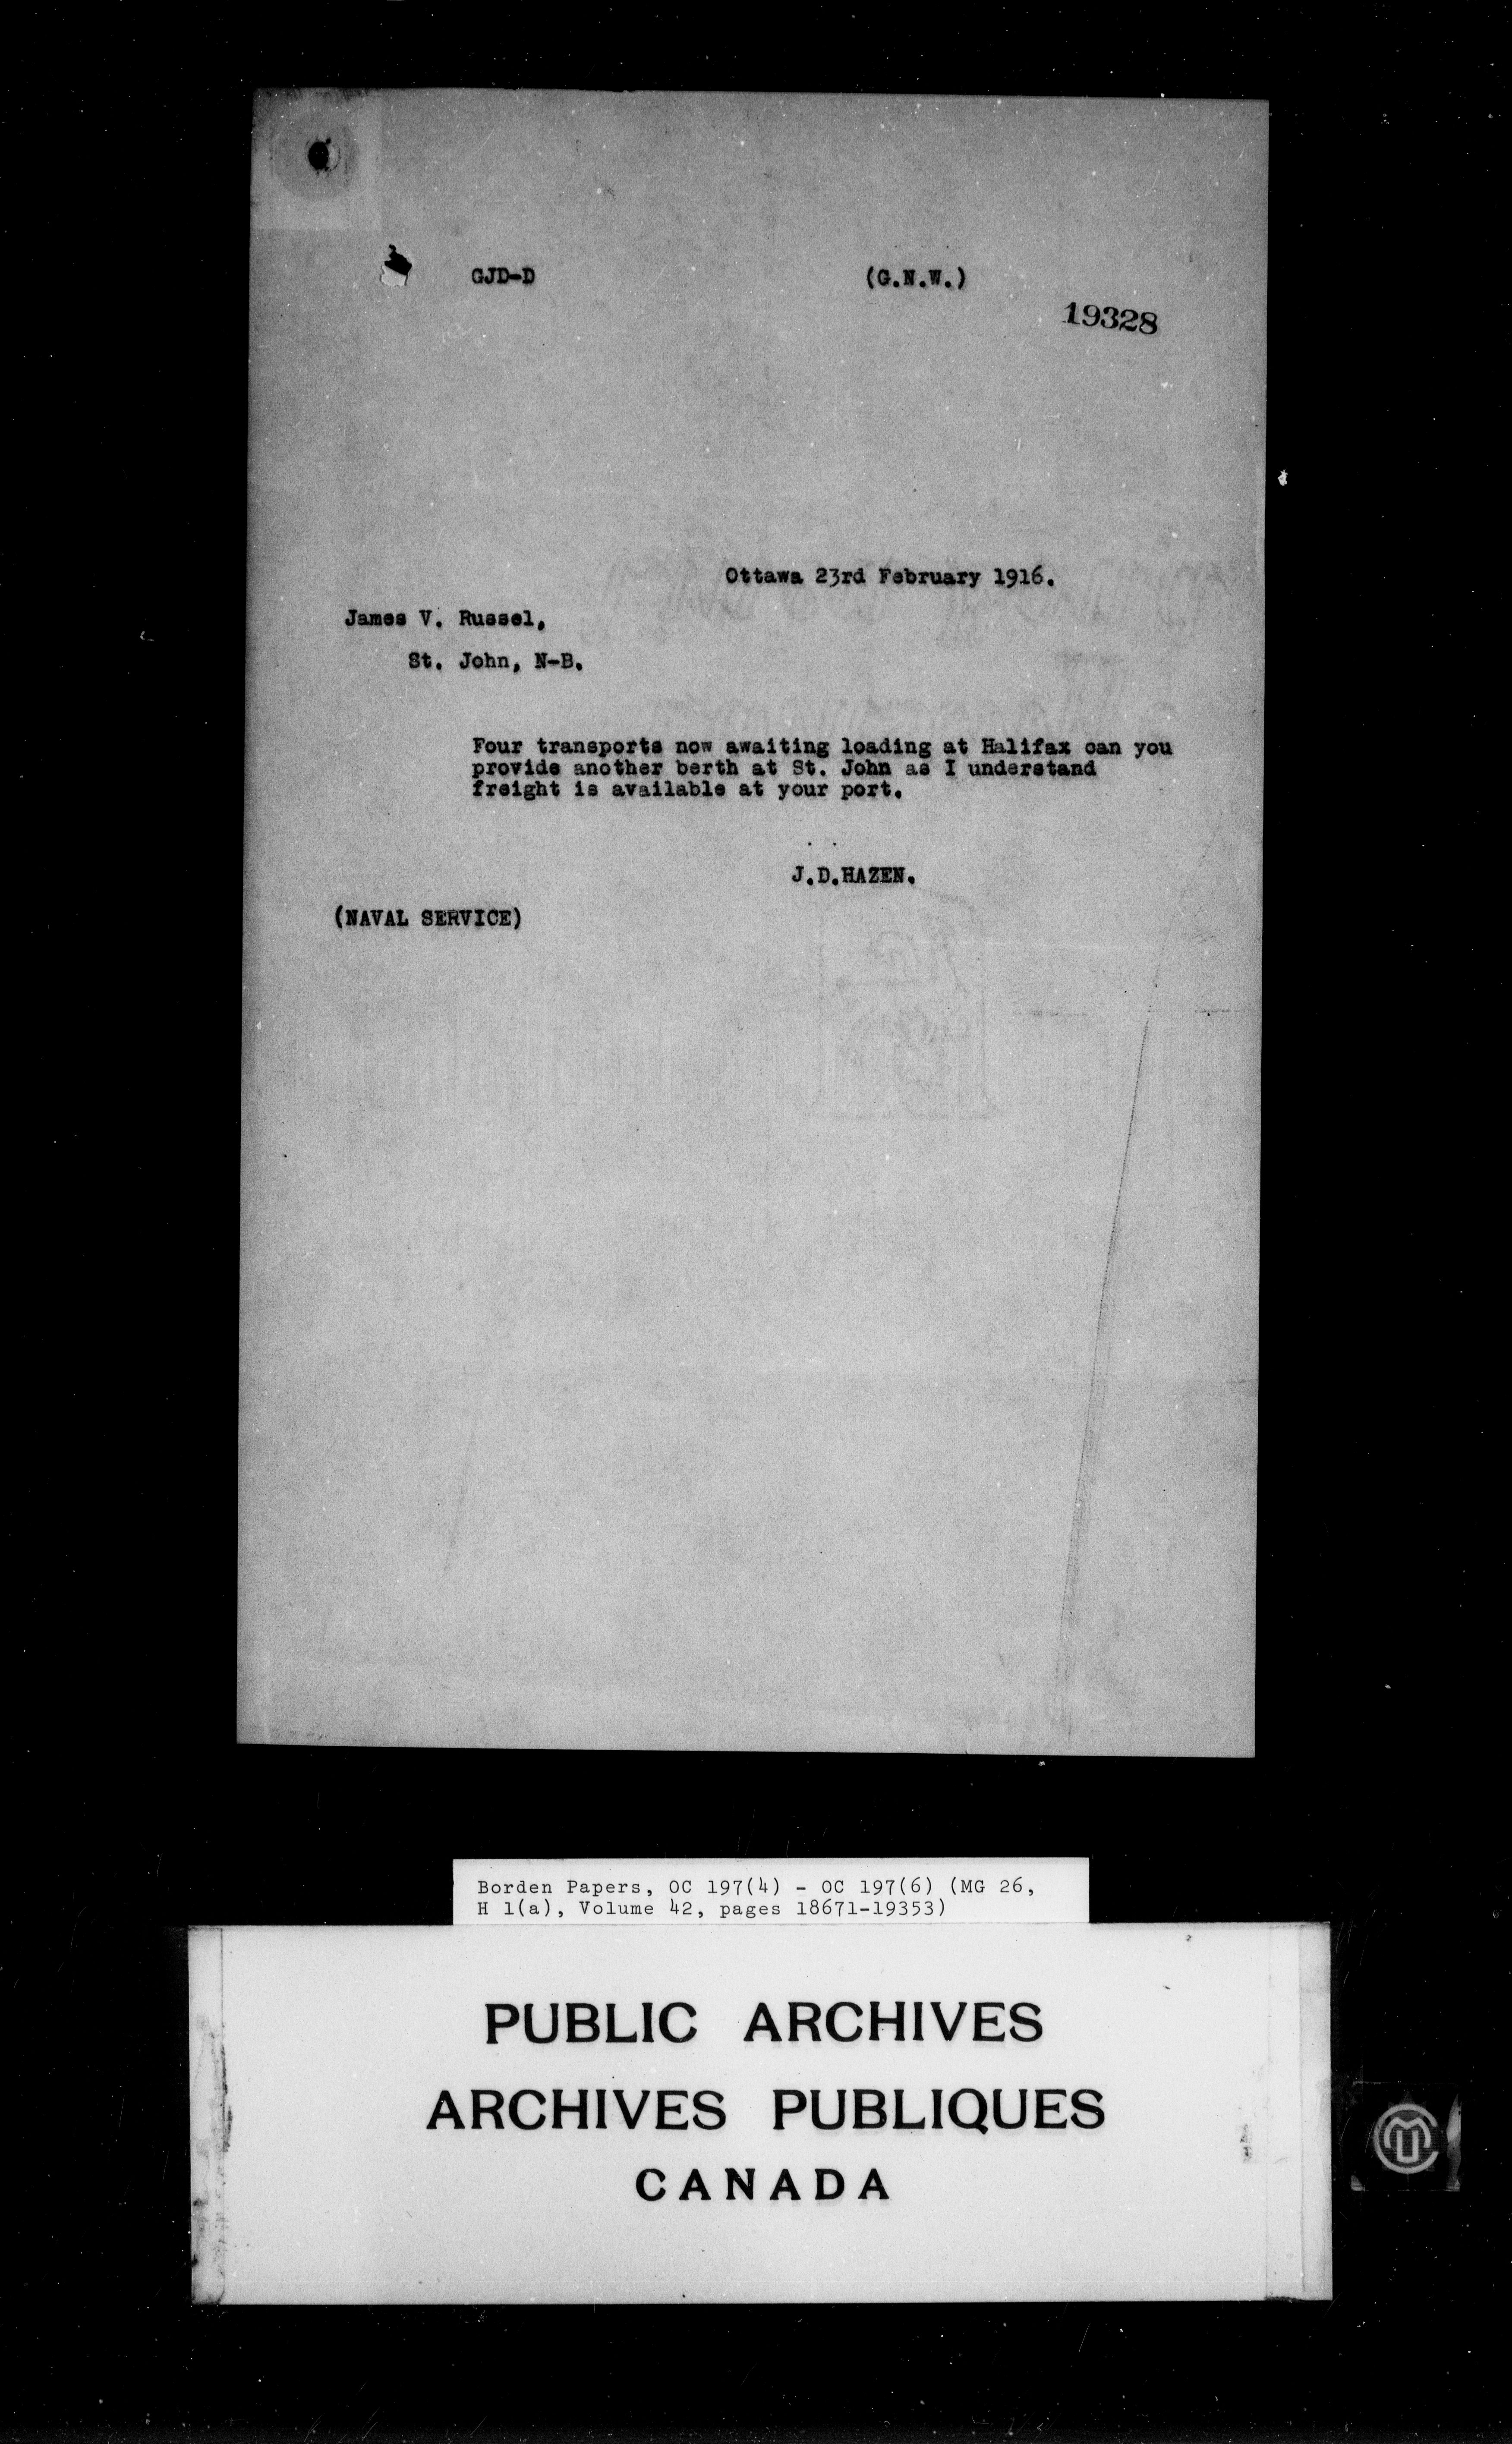 GJD-D (G.N.W.)
19328
Ottawa 23rd February 1916.
James V. Russel,
St. John, N-B.
Four transports now awaiting loading at Halifax can you
provide another berth at St. John as I understand
freight is available at your port.
J.D.HAZEN.
(NAVAL SERVICE)
Borden Papers, OC 197(4) - OC 197(6) (MG 26,
H 1(a), Volume 42, pages 18671-19353)
PUBLIC ARCHIVES
ARCHIVES PUBLIQUES
CANADA